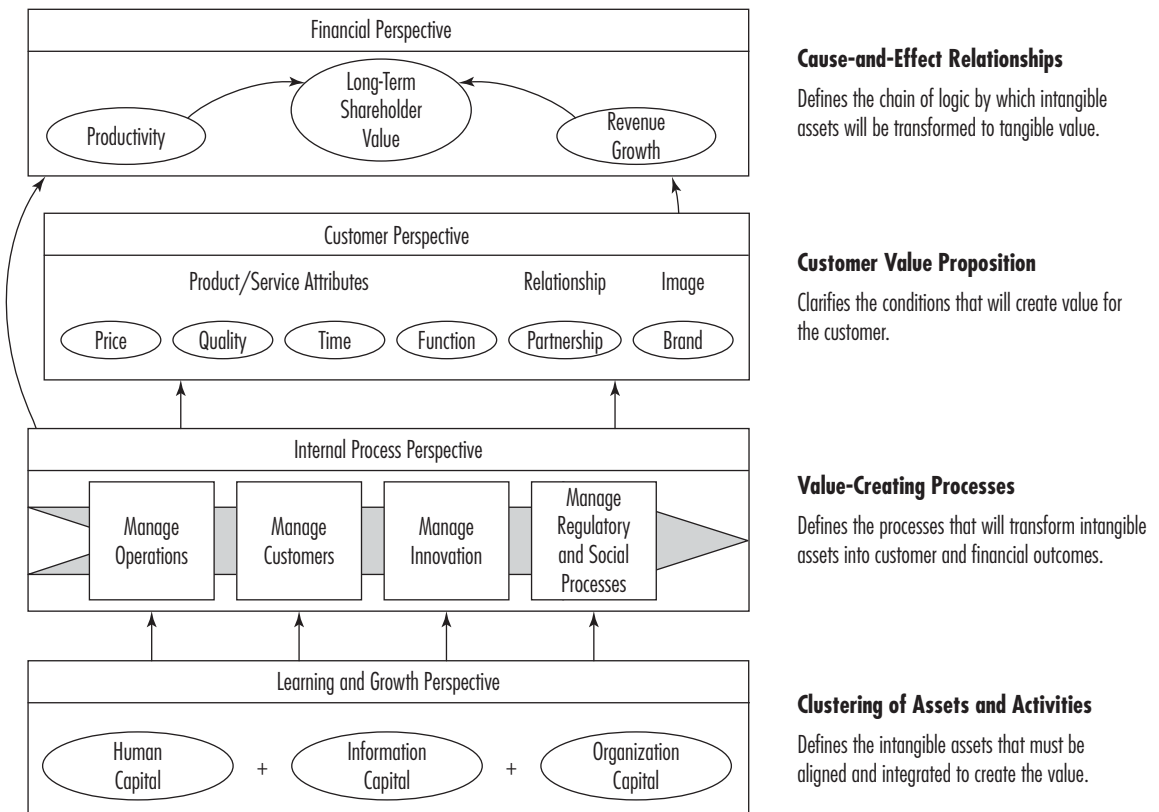 Financial Perspective
Long-Term
Shareholder
Value
Productivity
Revenue
Growth
Cause-and-Effect Relationships
Defines the chain of logic by which intangible
assets will be transformed to tangible value.
Customer Perspective
Product/Service Attributes
Relationship
Image
Price
Quality
Time
Function
Partnership
Brand
Customer Value Proposition
Clarifies the conditions that will create value for
the customer.
Internal Process Perspective
Manage
Operations
Manage
Customers
Manage
Innovation
Manage
Regulatory
and Social
Processes
Value-Creating Processes
Defines the processes that will transform intangible
assets into customer and financial outcomes.
Learning and Growth Perspective
Human
Capital
+
Information
Capital
+
Organization
Capital
Clustering of Assets and Activities
Defines the intangible assets that must be
aligned and integrated to create the value.